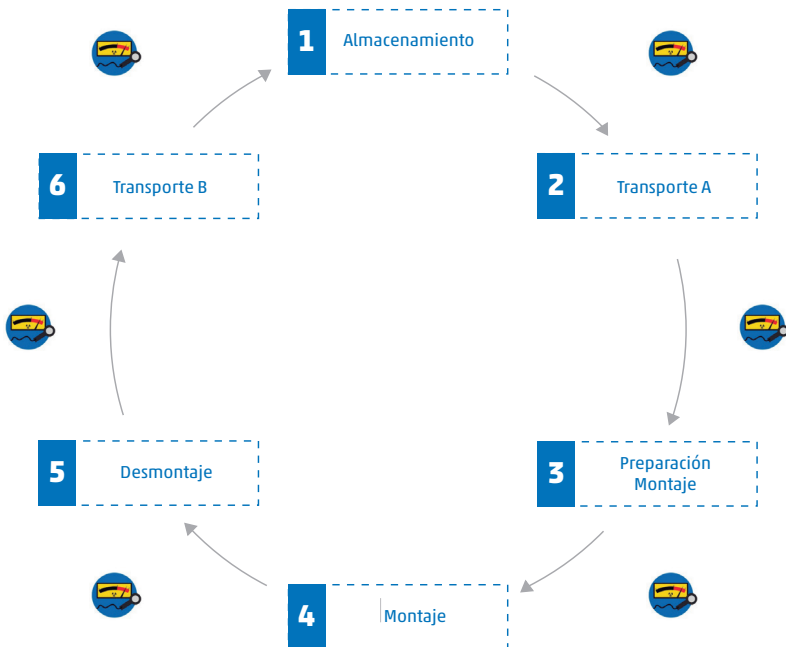 1 Almacenamiento
2 Transporte A
3 Preparación
Montaje
4 Montaje
5 Desmontaje
6 Transporte B